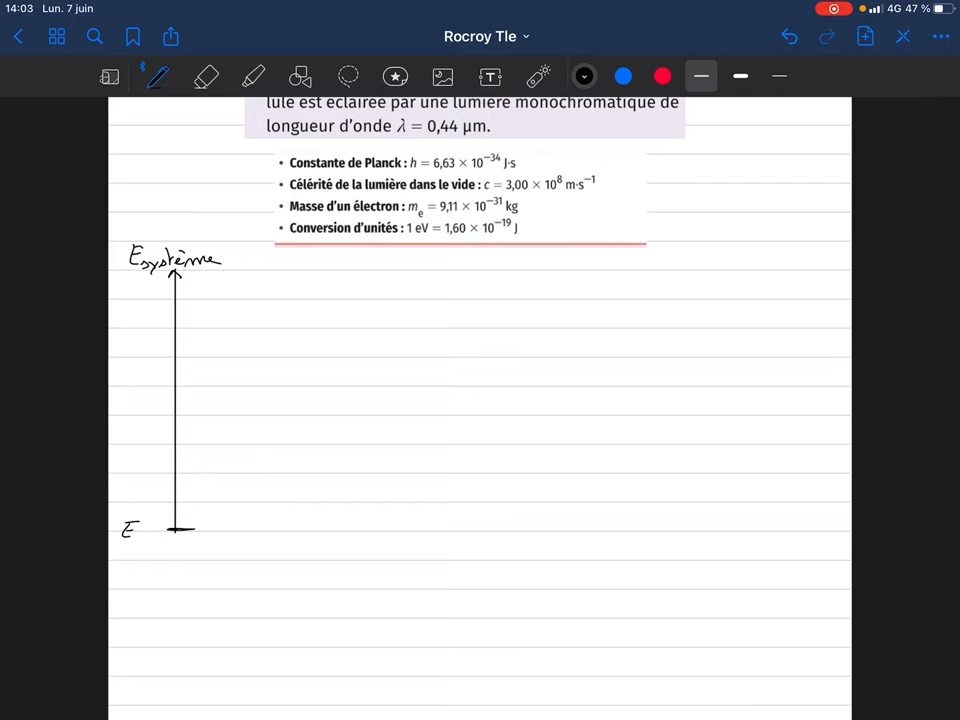 14:03 Lun. 7 juin
4G 47 %
Rocroy Tle
T
lule est éclairée par une lumière monochromatique de
longueur d'onde λ = 0,44 μm.
• Constante de Planck : h = 6,63 × 10⁻³⁴ J·s
• Célérité de la lumière dans le vide : c = 3,00 × 10⁸ m·s⁻¹
• Masse d'un électron : mₑ = 9,11 × 10⁻³¹ kg
• Conversion d'unités : 1 eV = 1,60 × 10⁻¹⁹ J
Esystème
E